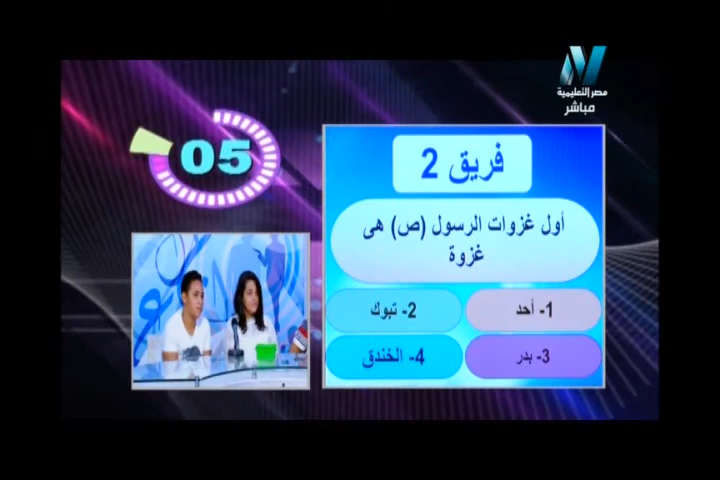 مصر التعليمية
مباشر
05
فريق 2
أول غزوات الرسول (ص) هى
غزوة
1- أحد
2- تبوك
3- بدر
4- الخندق